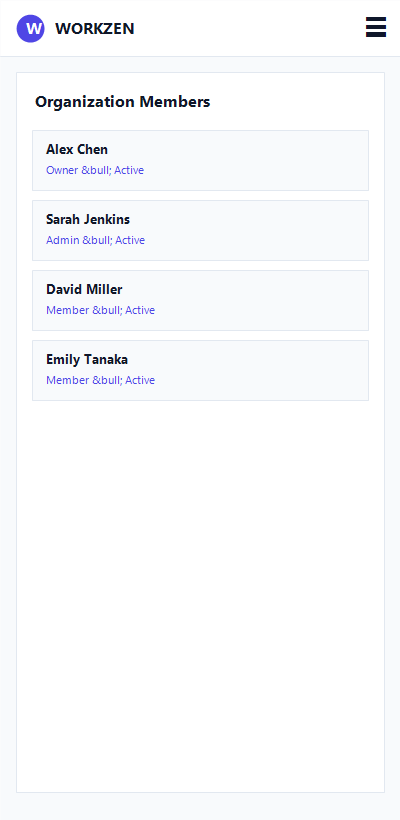 W WORKZEN
Organization Members
Alex Chen
Owner &bull; Active
Sarah Jenkins
Admin &bull; Active
David Miller
Member &bull; Active
Emily Tanaka
Member &bull; Active